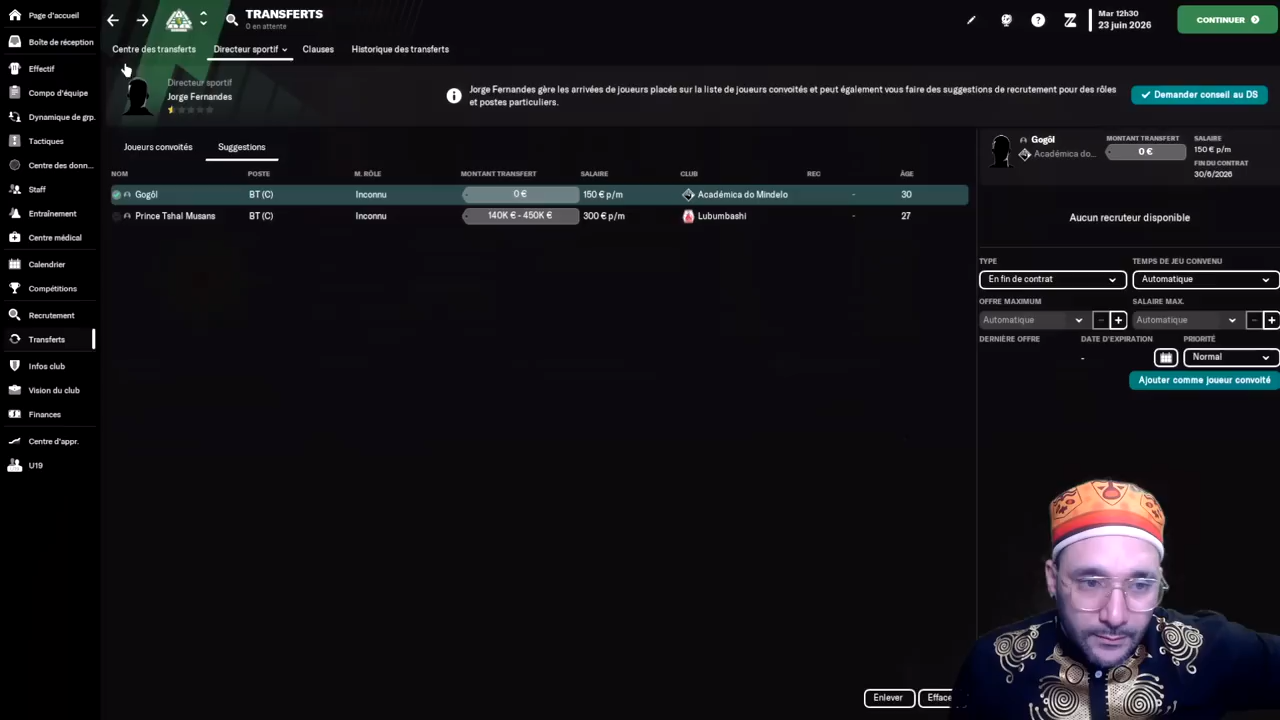 Page d'accueil
Boîte de réception
Effectif
Compo d'équipe
Dynamique de grp.
Tactiques
Centre des donn...
Staff
Entraînement
Centre médical
Calendrier
Compétitions
Recrutement
Transferts
Infos club
Vision du club
Finances
Centre d'appr.
U19
TRANSFERTS
0 en attente
Mar 12h30
23 juin 2026
CONTINUER
Centre des transferts
Directeur sportif
Clauses
Historique des transferts
Directeur sportif
Jorge Fernandes
Jorge Fernandes gère les arrivées de joueurs placés sur la liste de joueurs convoités et peut également vous faire des suggestions de recrutement pour des rôles
et postes particuliers.
Demander conseil au DS
Joueurs convoités
Suggestions
NOM POSTE M. RÔLE MONTANT TRANSFERT SALAIRE CLUB REC ÂGE
Gogôl BT (C) Inconnu 0 € 150 € p/m Académica do Mindelo - 30
Prince Tshal Musans BT (C) Inconnu 140K € - 450K € 300 € p/m Lubumbashi - 27
Gogôl
Académica do...
MONTANT TRANSFERT
0 €
SALAIRE
150 € p/m
FIN DU CONTRAT
30/6/2026
Aucun recruteur disponible
TYPE TEMPS DE JEU CONVENU
En fin de contrat Automatique
OFFRE MAXIMUM SALAIRE MAX.
Automatique - + Automatique - +
DERNIÈRE OFFRE DATE D'EXPIRATION PRIORITÉ
- Normal
Ajouter comme joueur convoité
Enlever Efface